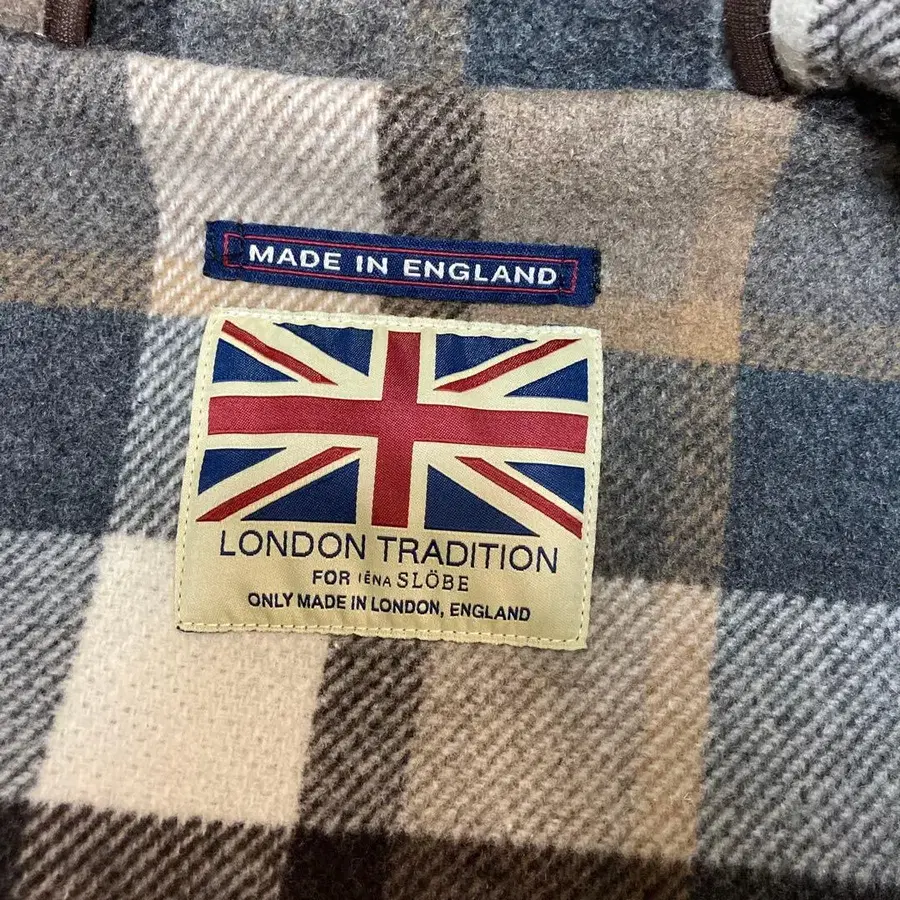 MADE IN ENGLAND
LONDON TRADITION
FOR IÉNA SLÖBE
ONLY MADE IN LONDON, ENGLAND